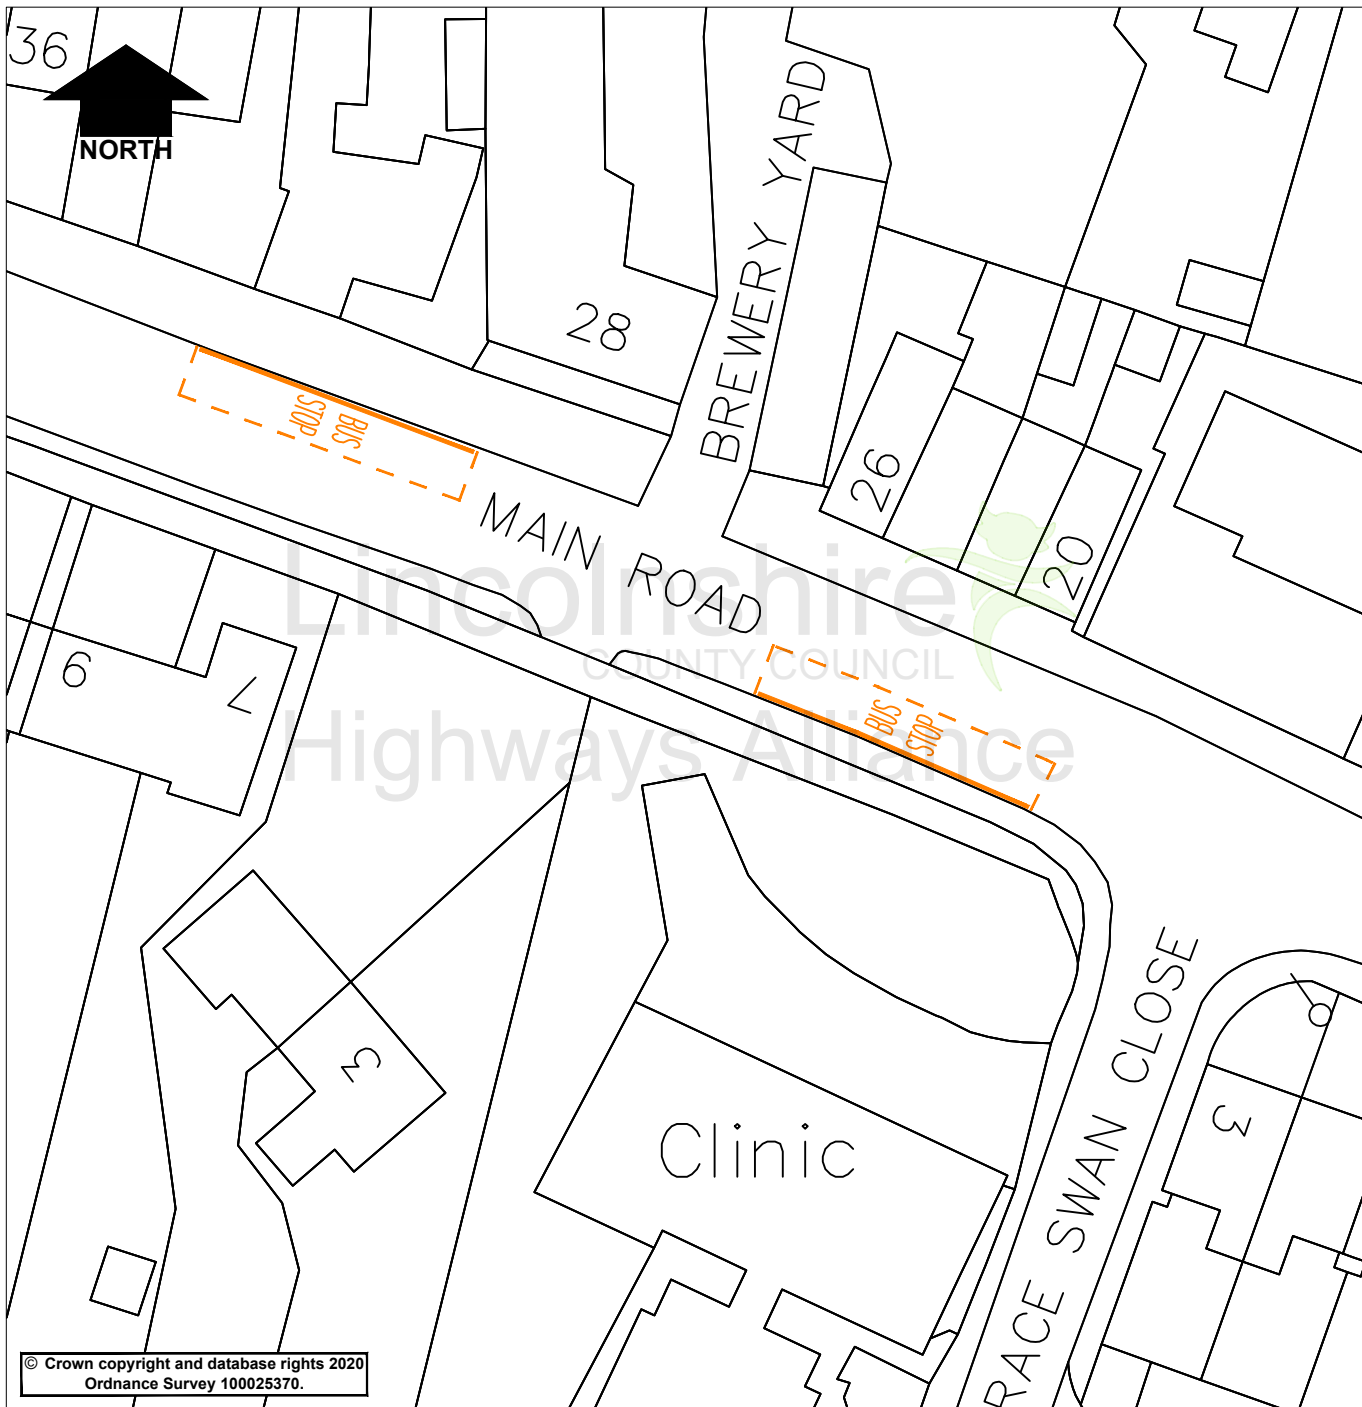 36
NORTH
BREWERY YARD
28
BUS
STOP
26
MAIN ROAD
20
Lincolnshire
COUNTY COUNCIL
Highways Alliance
9
7
BUS
STOP
3
Clinic
RACE SWAN CLOSE
3
© Crown copyright and database rights 2020
Ordnance Survey 100025370.